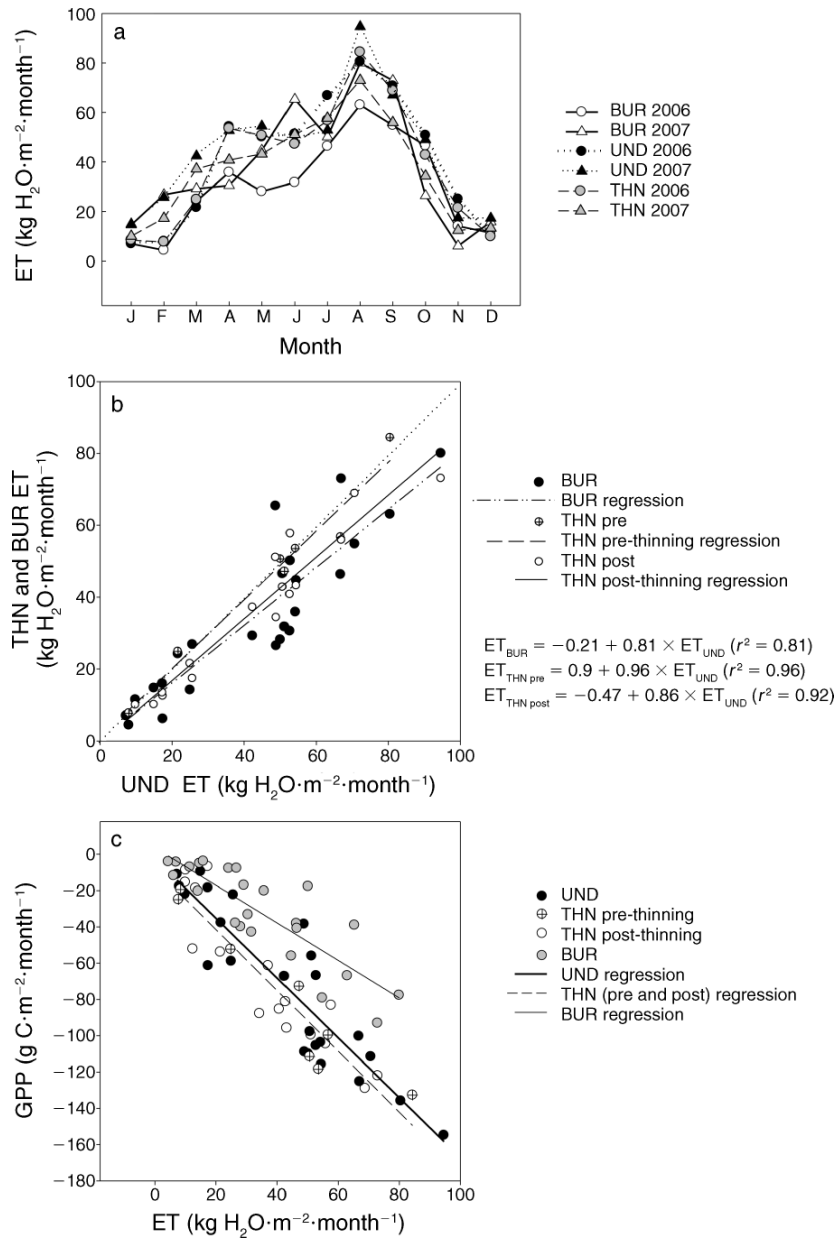 a
100
80
60
40
20
0
ET (kg H₂O·m⁻²·month⁻¹)
J F M A M J J A S O N D
Month
BUR 2006
BUR 2007
UND 2006
UND 2007
THN 2006
THN 2007
b
100
80
60
40
20
0
THN and BUR ET
(kg H₂O·m⁻²·month⁻¹)
0 20 40 60 80 100
UND ET (kg H₂O·m⁻²·month⁻¹)
BUR
BUR regression
THN pre
THN pre-thinning regression
THN post
THN post-thinning regression
ET_BUR = −0.21 + 0.81 × ET_UND (r² = 0.81)
ET_THN pre = 0.9 + 0.96 × ET_UND (r² = 0.96)
ET_THN post = −0.47 + 0.86 × ET_UND (r² = 0.92)
c
0
−20
−40
−60
−80
−100
−120
−140
−160
−180
GPP (g C·m⁻²·month⁻¹)
0 20 40 60 80 100
ET (kg H₂O·m⁻²·month⁻¹)
UND
THN pre-thinning
THN post-thinning
BUR
UND regression
THN (pre and post) regression
BUR regression